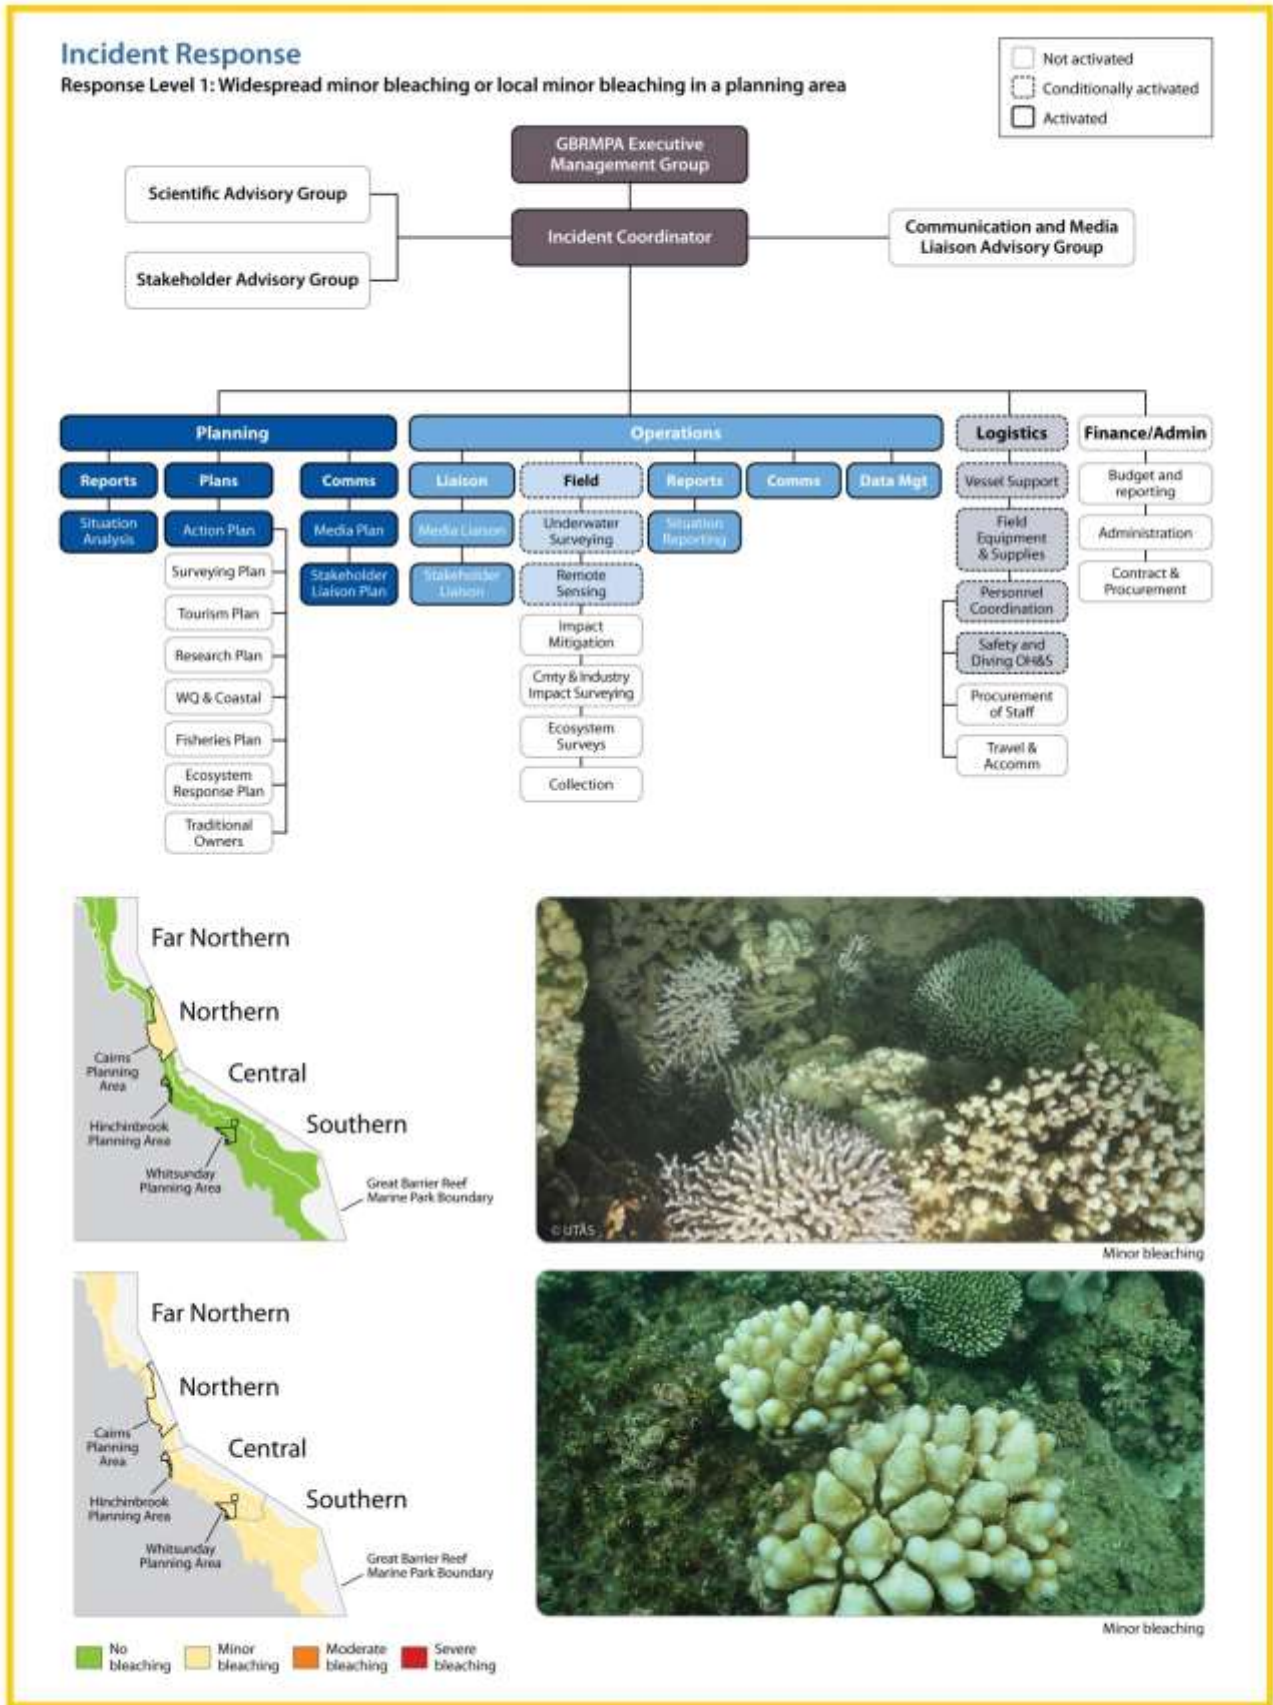 Incident Response
Response Level 1: Widespread minor bleaching or local minor bleaching in a planning area
Not activated
Conditionally activated
Activated
GBRMPA Executive
Management Group
Scientific Advisory Group
Incident Coordinator
Communication and Media
Liaison Advisory Group
Stakeholder Advisory Group
Planning
Operations
Logistics
Finance/Admin
Reports
Plans
Comms
Liaison
Field
Reports
Comms
Data Mgt
Vessel Support
Budget and
reporting
Situation
Analysis
Action Plan
Media Plan
Media Liaison
Underwater
Surveying
Situation
Reporting
Field
Equipment
& Supplies
Administration
Surveying Plan
Stakeholder
Liaison Plan
Stakeholder
Liaison
Remote
Sensing
Personnel
Coordination
Contract &
Procurement
Tourism Plan
Impact
Mitigation
Safety and
Diving OH&S
Research Plan
Cmty & Industry
Impact Surveying
Procurement
of Staff
WQ & Coastal
Ecosystem
Surveys
Travel &
Accomm
Fisheries Plan
Collection
Ecosystem
Response Plan
Traditional
Owners
Far Northern
Northern
Cairns
Planning
Area
Central
Hinchinbrook
Planning Area
Southern
Whitsunday
Planning Area
Great Barrier Reef
Marine Park Boundary
© UTAS
Minor bleaching
Far Northern
Northern
Cairns
Planning
Area
Central
Hinchinbrook
Planning Area
Southern
Whitsunday
Planning Area
Great Barrier Reef
Marine Park Boundary
Minor bleaching
No
bleaching
Minor
bleaching
Moderate
bleaching
Severe
bleaching